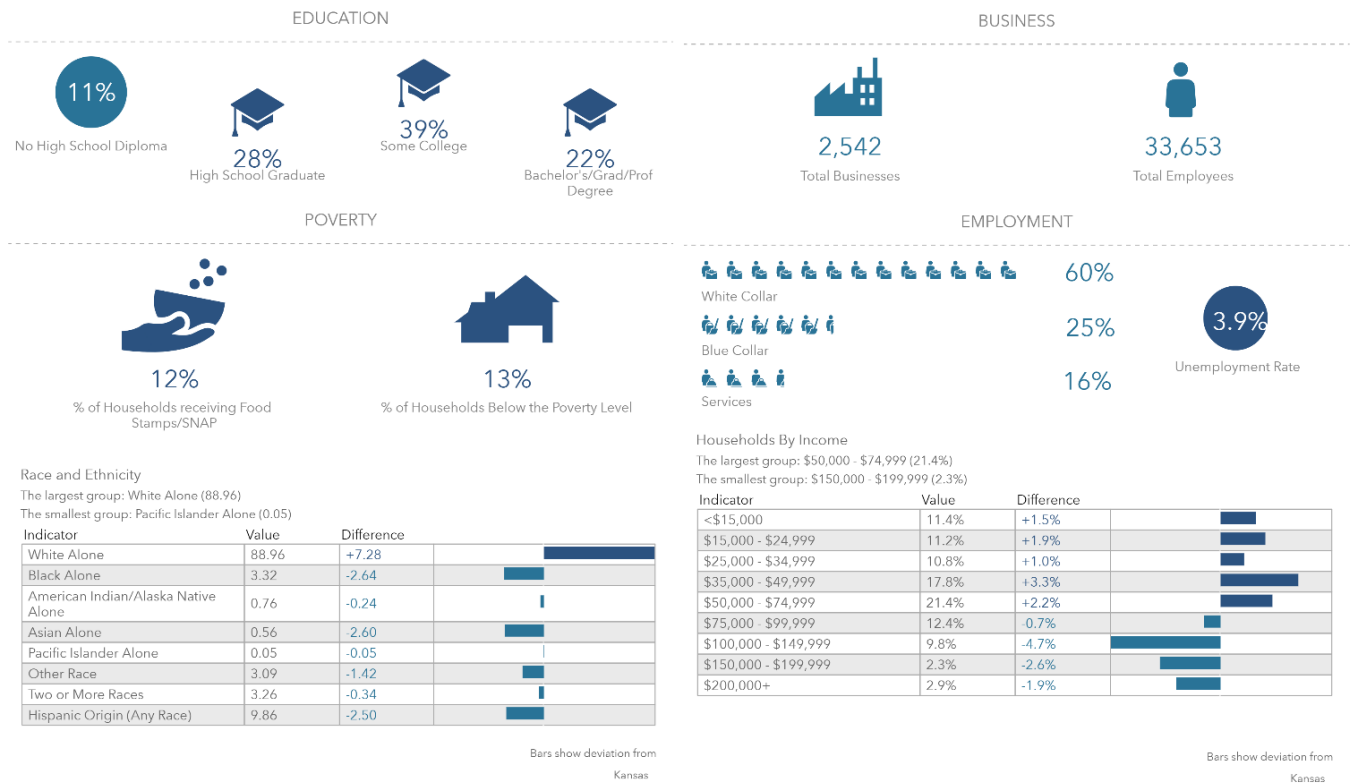 EDUCATION
11%
No High School Diploma
28%
High School Graduate
39%
Some College
22%
Bachelor's/Grad/Prof
Degree
POVERTY
12%
% of Households receiving Food
Stamps/SNAP
13%
% of Households Below the Poverty Level
Race and Ethnicity
The largest group: White Alone (88.96)
The smallest group: Pacific Islander Alone (0.05)
Indicator Value Difference
White Alone 88.96 +7.28
Black Alone 3.32 -2.64
American Indian/Alaska Native
Alone 0.76 -0.24
Asian Alone 0.56 -2.60
Pacific Islander Alone 0.05 -0.05
Other Race 3.09 -1.42
Two or More Races 3.26 -0.34
Hispanic Origin (Any Race) 9.86 -2.50
Bars show deviation from
Kansas
BUSINESS
2,542
Total Businesses
33,653
Total Employees
EMPLOYMENT
60%
White Collar
25%
Blue Collar
16%
Services
3.9%
Unemployment Rate
Households By Income
The largest group: $50,000 - $74,999 (21.4%)
The smallest group: $150,000 - $199,999 (2.3%)
Indicator Value Difference
<$15,000 11.4% +1.5%
$15,000 - $24,999 11.2% +1.9%
$25,000 - $34,999 10.8% +1.0%
$35,000 - $49,999 17.8% +3.3%
$50,000 - $74,999 21.4% +2.2%
$75,000 - $99,999 12.4% -0.7%
$100,000 - $149,999 9.8% -4.7%
$150,000 - $199,999 2.3% -2.6%
$200,000+ 2.9% -1.9%
Bars show deviation from
Kansas